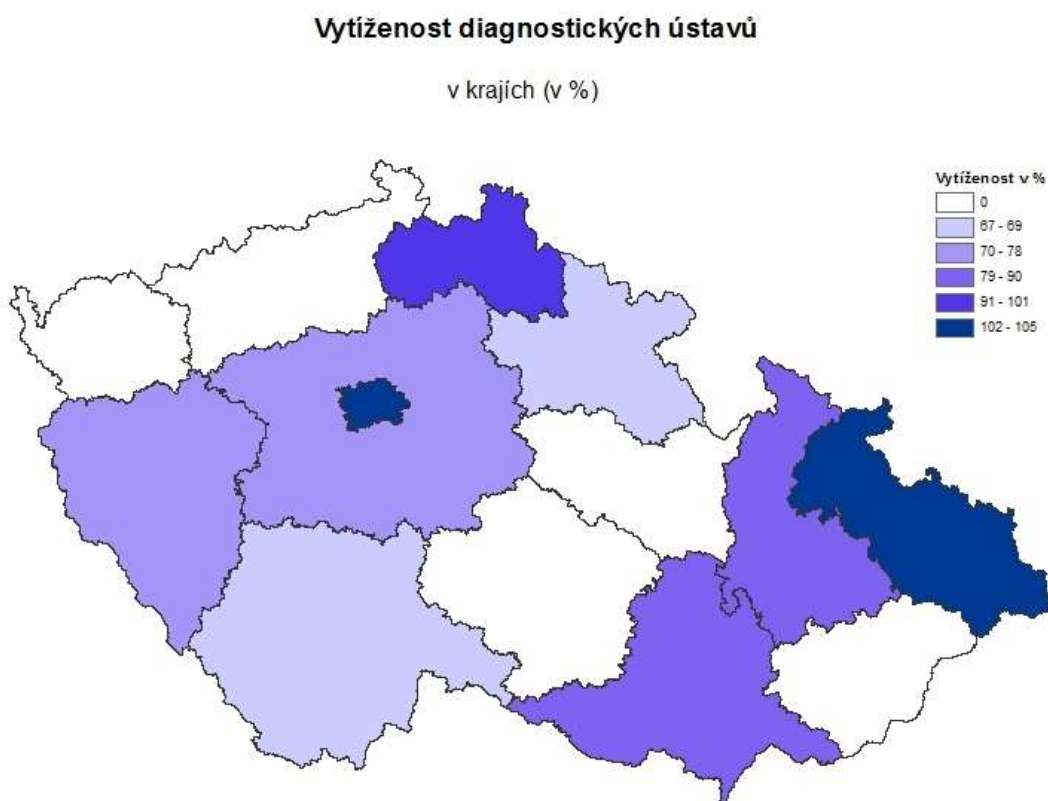 Vytíženost diagnostických ústavů
v krajích (v %)
Vytíženost v %
0
67 - 69
70 - 78
79 - 90
91 - 101
102 - 105